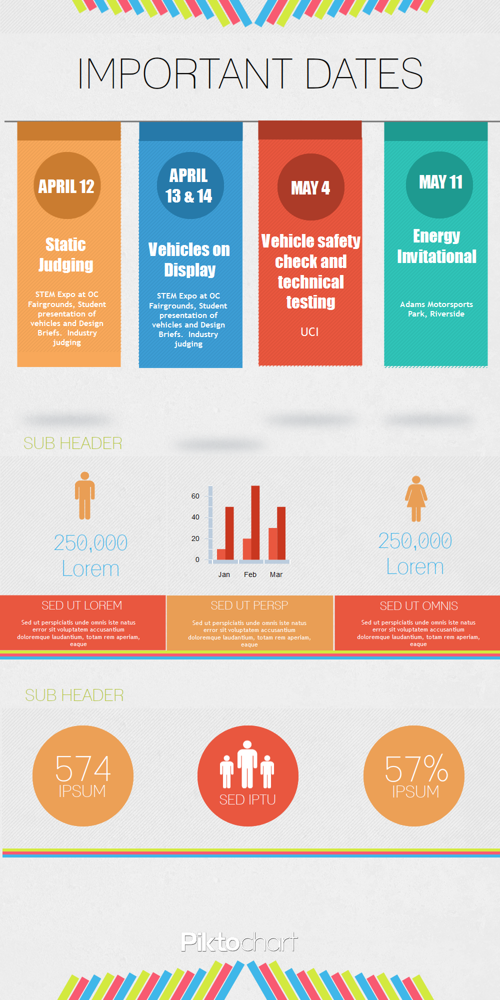 IMPORTANT DATES
APRIL 12
Static
Judging
STEM Expo at OC
Fairgrounds, Student
presentation of
vehicles and Design
Briefs.  Industry
judging
APRIL
13 & 14
Vehicles on
Display
STEM Expo at OC
Fairgrounds, Student
presentation of
vehicles and Design
Briefs.  Industry
judging
MAY 4
Vehicle safety
check and
technical
testing
UCI
MAY 11
Energy
Invitational
Adams Motorsports
Park, Riverside
SUB HEADER
250,000
Lorem
60
40
20
0
Jan Feb Mar
250,000
Lorem
SED UT LOREM
Sed ut perspiciatis unde omnis iste natus
error sit voluptatem accusantium
doloremque laudantium, totam rem aperiam,
eaque
SED UT PERSP
Sed ut perspiciatis unde omnis iste natus
error sit voluptatem accusantium
doloremque laudantium, totam rem aperiam,
eaque
SED UT OMNIS
Sed ut perspiciatis unde omnis iste natus
error sit voluptatem accusantium
doloremque laudantium, totam rem aperiam,
eaque
SUB HEADER
574
IPSUM
SED IPTU
57%
IPSUM
Piktochart